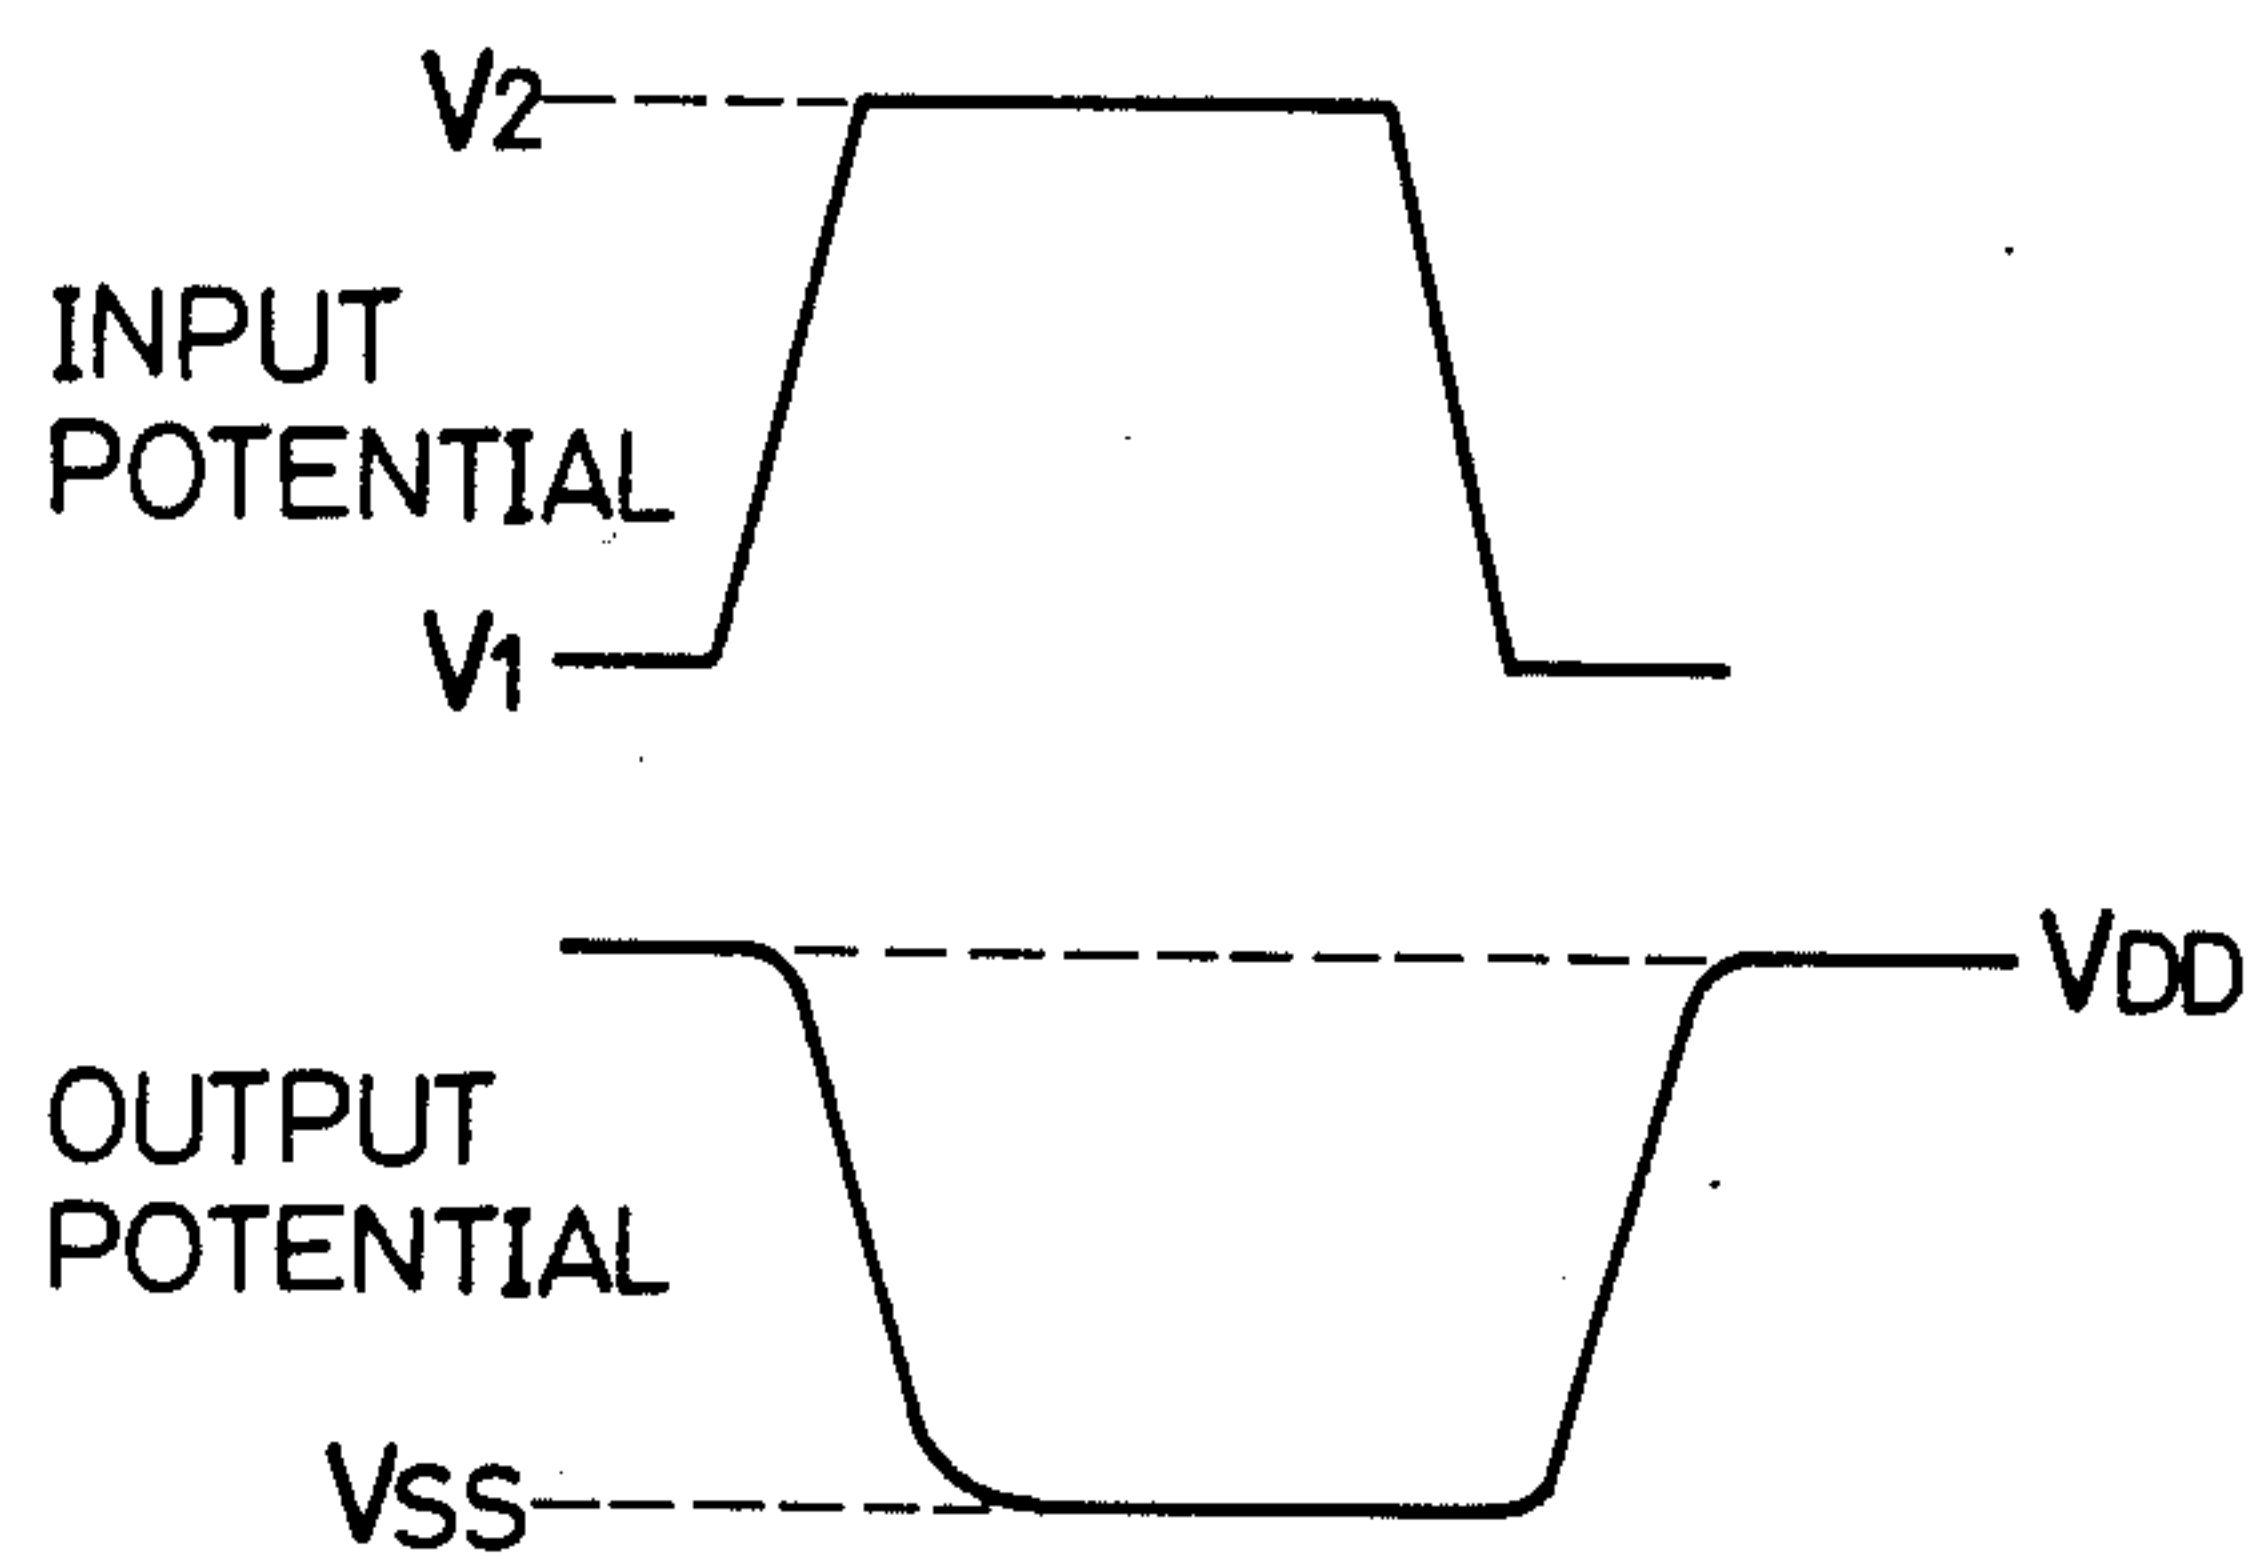 V2
INPUT
POTENTIAL
V1
VDD
OUTPUT
POTENTIAL
VSS